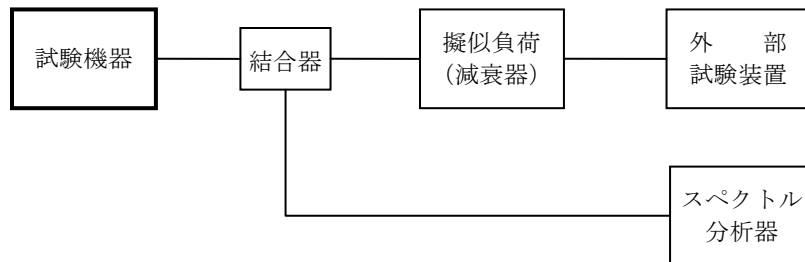 試験機器
結合器
擬似負荷
（減衰器）
外　　部
試験装置
スペクトル
分析器